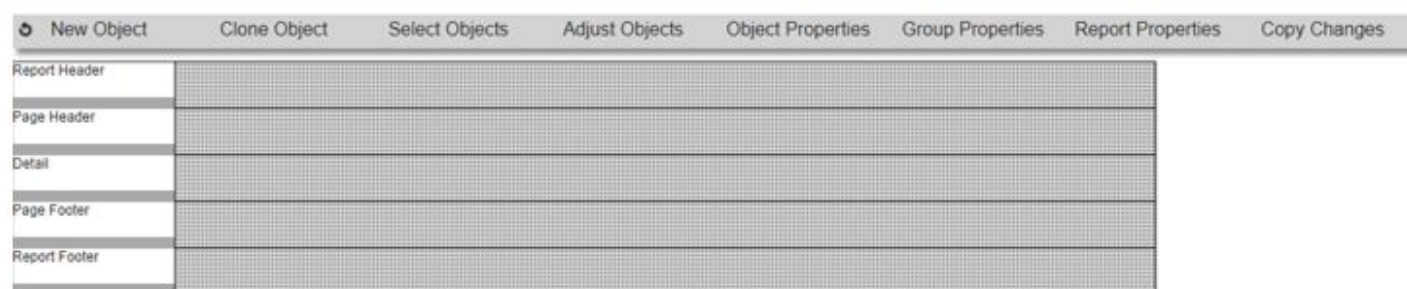 New Object Clone Object Select Objects Adjust Objects Object Properties Group Properties Report Properties Copy Changes
Report Header
Page Header
Detail
Page Footer
Report Footer